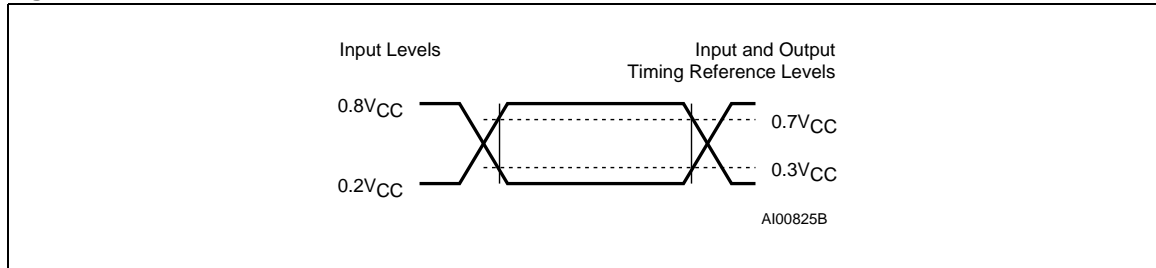 Input Levels
Input and Output
Timing Reference Levels
0.8VCC
0.7VCC
0.3VCC
0.2VCC
AI00825B